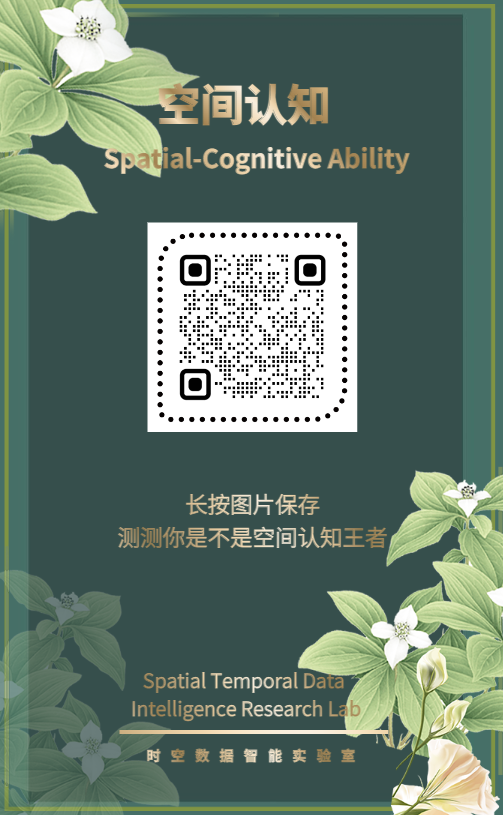 空间认知
Spatial-Cognitive Ability
长按图片保存
测测你是不是空间认知王者
Spatial Temporal Data
Intelligence Research Lab
时空数据智能实验室